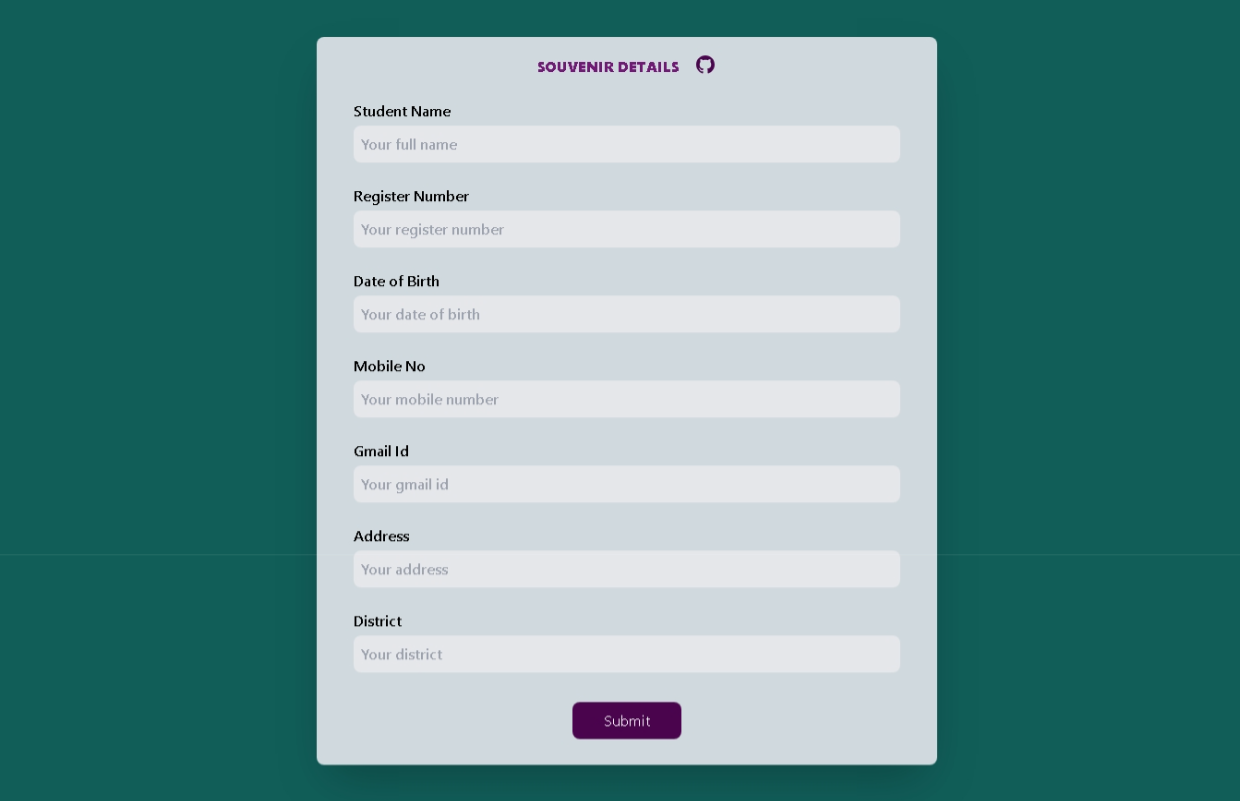 SOUVENIR DETAILS
Student Name
Your full name
Register Number
Your register number
Date of Birth
Your date of birth
Mobile No
Your mobile number
Gmail Id
Your gmail id
Address
Your address
District
Your district
Submit